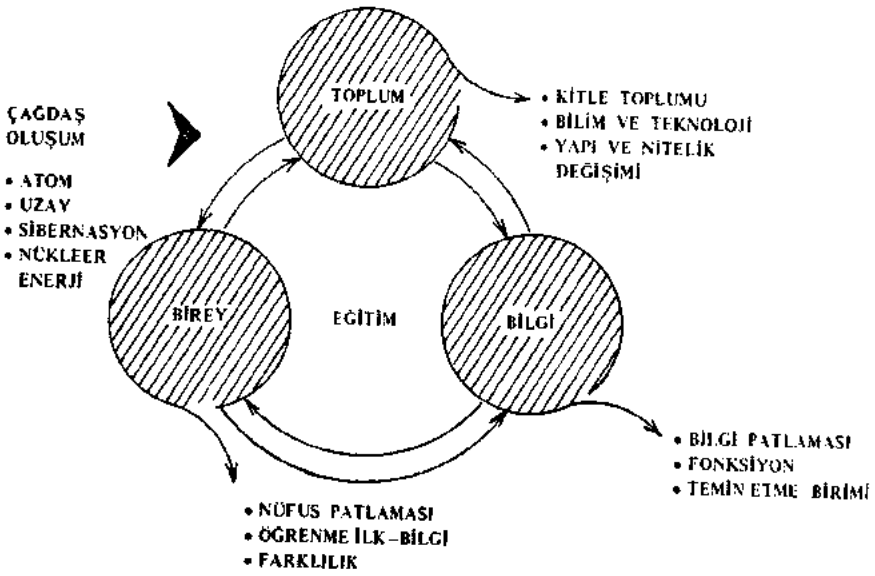 TOPLUM
• KİTLE TOPLUMU
• BİLİM VE TEKNOLOJİ
• YAPI VE NİTELİK
DEĞİŞİMİ
ÇAĞDAŞ
OLUŞUM
• ATOM
• UZAY
• SİBERNASYON
• NÜKLEER
ENERJİ
BİREY
EĞİTİM
BİLGİ
• BİLGİ PATLAMASI
• FONKSİYON
• TEMİN ETME BİRİMİ
• NÜFUS PATLAMASI
• ÖĞRENME İLK-BİLGİ
• FARKLILIK